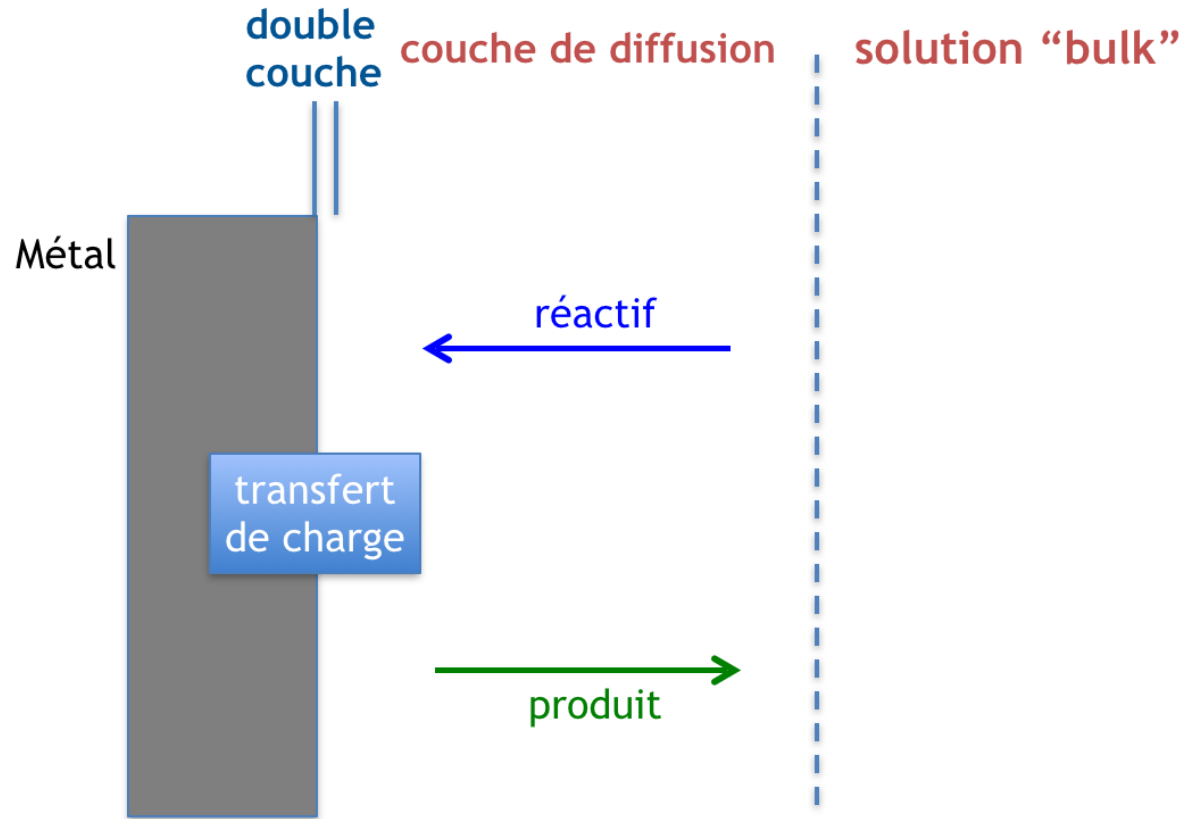 double
couche
couche de diffusion
solution “bulk”
Métal
réactif
transfert
de charge
produit